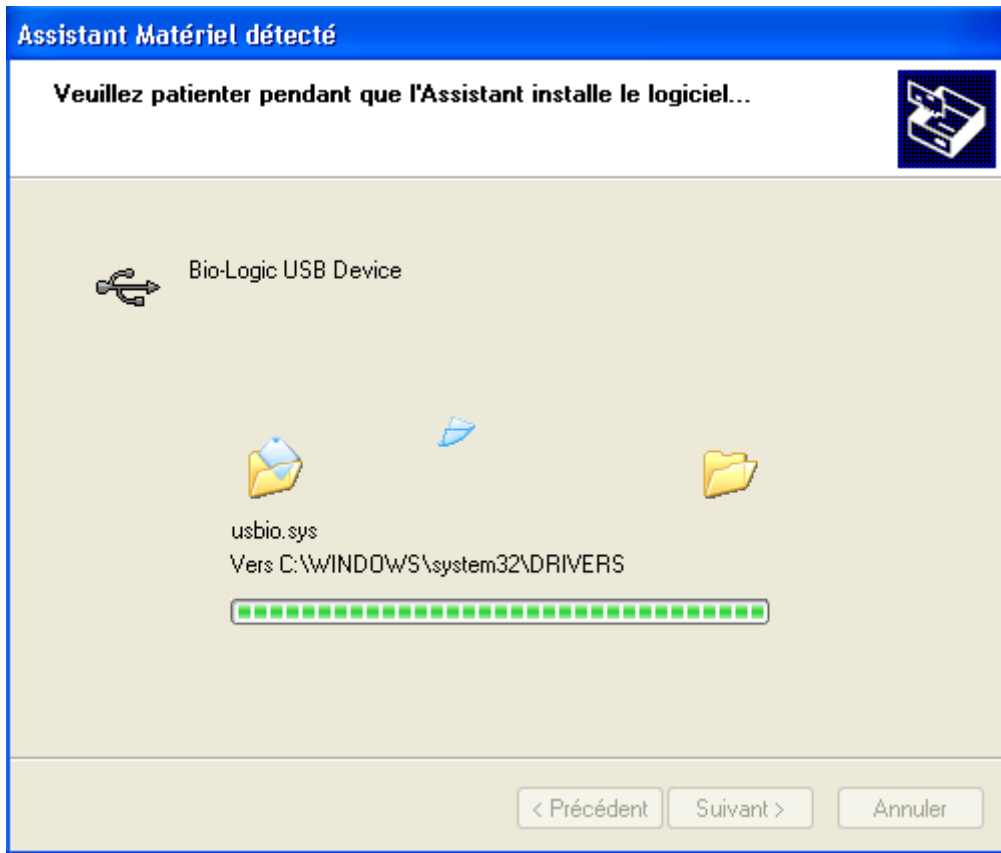 Assistant Matériel détecté
Veuillez patienter pendant que l'Assistant installe le logiciel...
Bio-Logic USB Device
usbio.sys
Vers C:\WINDOWS\system32\DRIVERS
< Précédent Suivant > Annuler